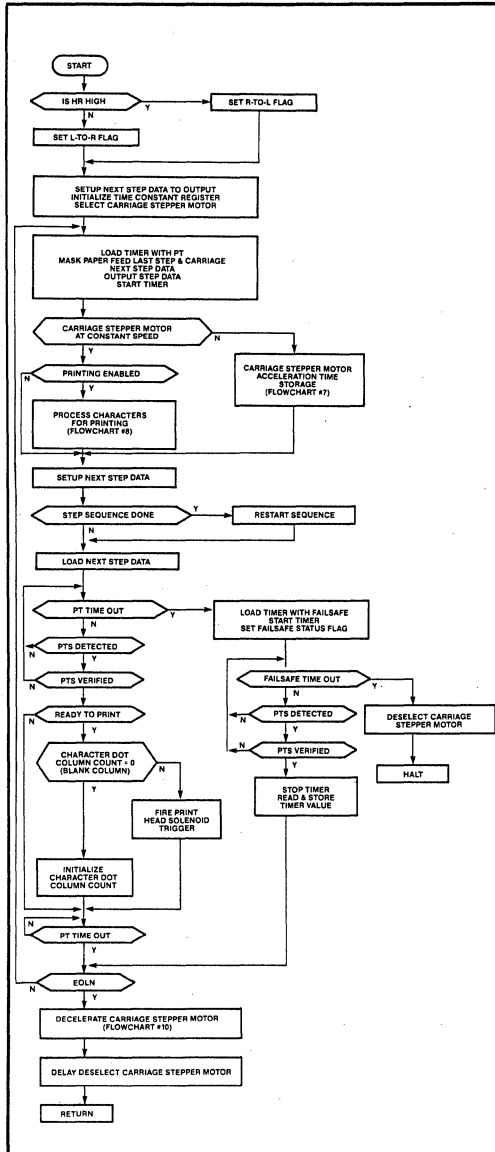 START
IS HR HIGH
Y
SET R-TO-L FLAG
N
SET L-TO-R FLAG
SETUP NEXT STEP DATA TO OUTPUT
INITIALIZE TIME CONSTANT REGISTER
SELECT CARRIAGE STEPPER MOTOR
LOAD TIMER WITH PT
MASK PAPER FEED LAST STEP & CARRIAGE
NEXT STEP DATA
OUTPUT STEP DATA
START TIMER
CARRIAGE STEPPER MOTOR
AT CONSTANT SPEED
N
Y
N
PRINTING ENABLED
Y
CARRIAGE STEPPER MOTOR
ACCELERATION TIME
STORAGE
(FLOWCHART #7)
PROCESS CHARACTERS
FOR PRINTING
(FLOWCHART #8)
SETUP NEXT STEP DATA
STEP SEQUENCE DONE
Y
RESTART SEQUENCE
N
LOAD NEXT STEP DATA
PT TIME OUT
Y
N
LOAD TIMER WITH FAILSAFE
START TIMER
SET FAILSAFE STATUS FLAG
N
PTS DETECTED
Y
N
PTS VERIFIED
Y
FAILSAFE TIME OUT
Y
N
N
READY TO PRINT
Y
N
PTS DETECTED
Y
DESELECT CARRIAGE
STEPPER MOTOR
N
PTS VERIFIED
Y
CHARACTER DOT
COLUMN COUNT = 0
(BLANK COLUMN)
N
Y
HALT
STOP TIMER
READ & STORE
TIMER VALUE
FIRE PRINT
HEAD SOLENOID
TRIGGER
INITIALIZE
CHARACTER DOT
COLUMN COUNT
N
PT TIME OUT
Y
N
EOLN
Y
DECELERATE CARRIAGE STEPPER MOTOR
(FLOWCHART #10)
DELAY DESELECT CARRIAGE STEPPER MOTOR
RETURN